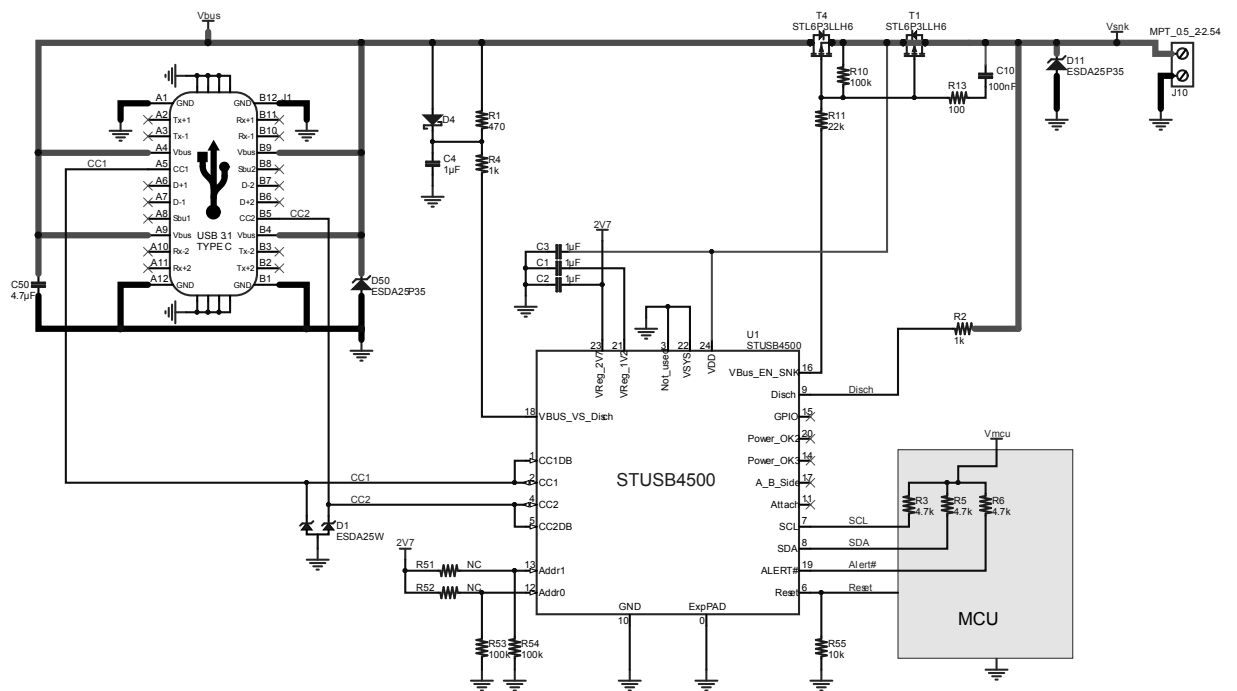 Vbus
T4
STL6P3LLH6
T1
STL6P3LLH6
Vsnk
MPT_0.5_2-2.54
J10
D11
ESDA25P35
C10
100nF
R10
100k
R13
100
R11
22k
D4
R1
470
C4
1µF
R4
1k
J1
A1 GND
A2 Tx+1
A3 Tx-1
A4 Vbus
A5 CC1
A6 D+1
A7 D-1
A8 Sbu1
A9 Vbus
A10 Rx-2
A11 Rx+2
A12 GND
GND B12
Rx+1 B11
Rx-1 B10
Vbus B9
Sbu2 B8
D-2 B7
D+2 B6
CC2 B5
Vbus B4
Tx-2 B3
Tx+2 B2
GND B1
USB 3.1
TYPE C
CC1
CC2
C50
4.7µF
D50
ESDA25P35
2V7
C3 1µF
C1 1µF
C2 1µF
R2
1k
U1
STUSB4500
23 VReg_2V7
21 VReg_1V2
3 Not_used
22 VSYS
24 VDD
VBus_EN_SNK 16
Disch 9
Disch
GPIO 15
Power_OK2 20
Power_OK3 14
A_B_Side 17
Attach 11
SCL 7
SCL
SDA 8
SDA
ALERT# 19
Alert#
Reset 6
Reset
18 VBUS_VS_Disch
1 CC1DB
2 CC1
4 CC2
5 CC2DB
13 Addr1
12 Addr0
STUSB4500
GND
10
ExpPAD
0
CC1
CC2
D1
ESDA25W
2V7
R51 NC
R52 NC
R53
100k
R54
100k
R55
10k
Vmcu
R3
4.7k
R5
4.7k
R6
4.7k
MCU